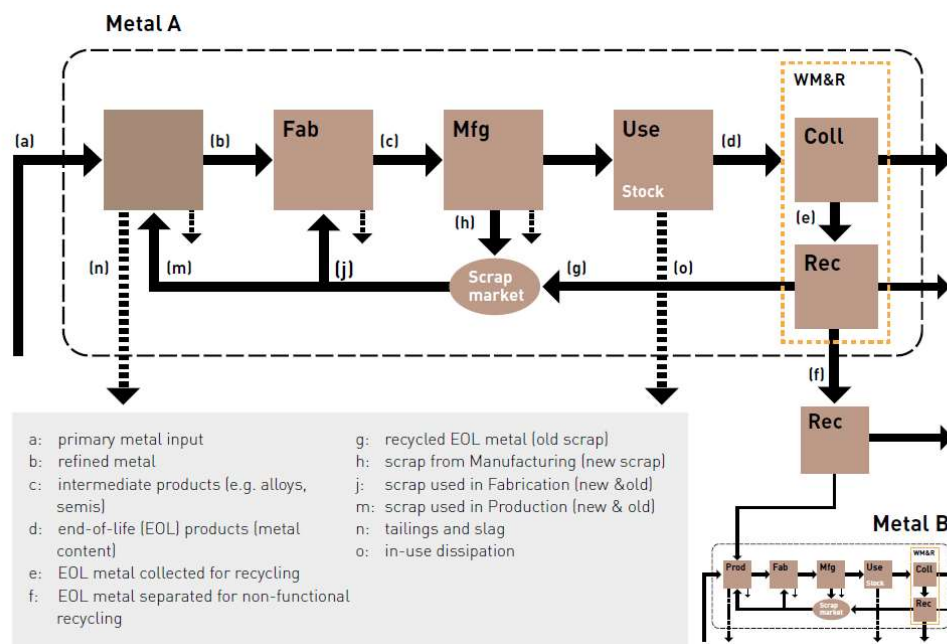 Metal A
WM&R
(a)
(b)
Fab
(c)
Mfg
Use
Stock
(d)
Coll
(e)
(h)
(n)
(m)
(j)
Scrap
market
(g)
(o)
Rec
(f)
Rec
a: primary metal input
b: refined metal
c: intermediate products (e.g. alloys,
semis)
d: end-of-life (EOL) products (metal
content)
e: EOL metal collected for recycling
f: EOL metal separated for non-functional
recycling
g: recycled EOL metal (old scrap)
h: scrap from Manufacturing (new scrap)
j: scrap used in Fabrication (new &old)
m: scrap used in Production (new & old)
n: tailings and slag
o: in-use dissipation
Metal B
WM&R
Prod
Fab
Mfg
Use
Stock
Coll
Scrap
market
Rec